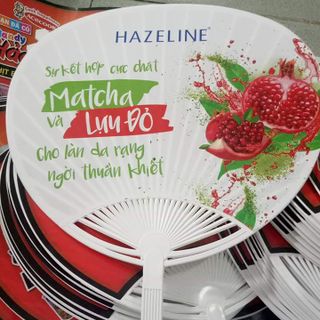 HAZELINE
Sự kết hợp cực chất
Matcha
và Lựu Đỏ
Cho làn da rạng
ngời thuần khiết